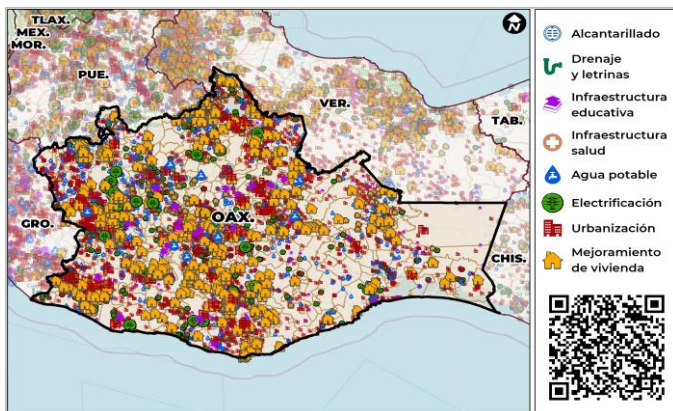 TLAX.
MEX.
MOR.
PUE.
VER.
TAB.
GRO.
OAX.
CHIS.
N
Alcantarillado
Drenaje
y letrinas
Infraestructura
educativa
Infraestructura
salud
Agua potable
Electrificación
Urbanización
Mejoramiento
de vivienda